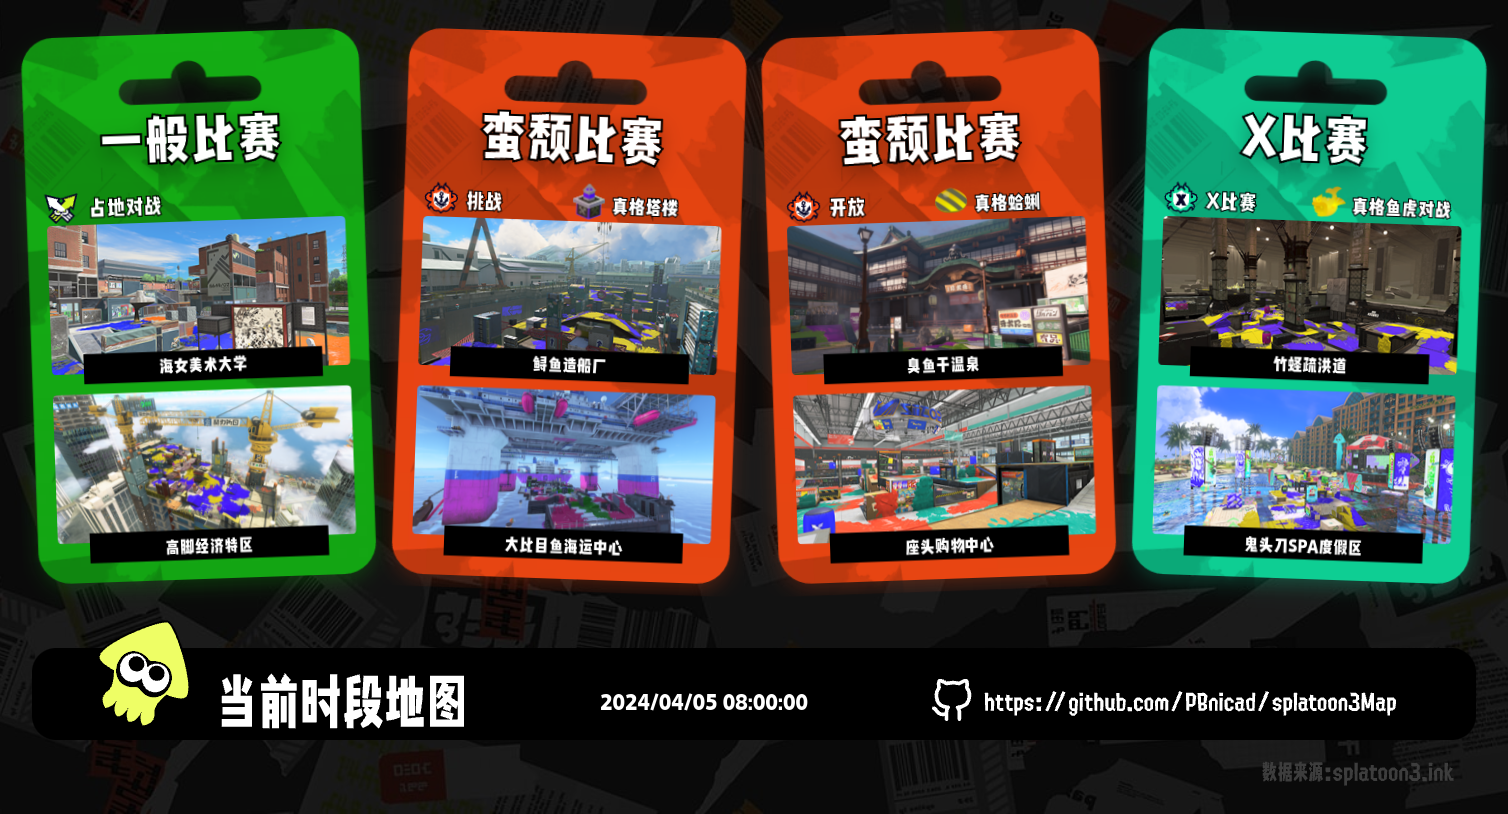 一般比赛
占地对战
海女美术大学
高脚经济特区
蛮颓比赛
挑战
真格塔楼
鲟鱼造船厂
大比目鱼海运中心
蛮颓比赛
开放
真格蛤蜊
臭鱼干温泉
座头购物中心
X比赛
X比赛
真格鱼虎对战
竹蛏疏洪道
鬼头刀SPA度假区
当前时段地图
2024/04/05 08:00:00
https://github.com/PBnicad/splatoon3Map
数据来源:splatoon3.ink